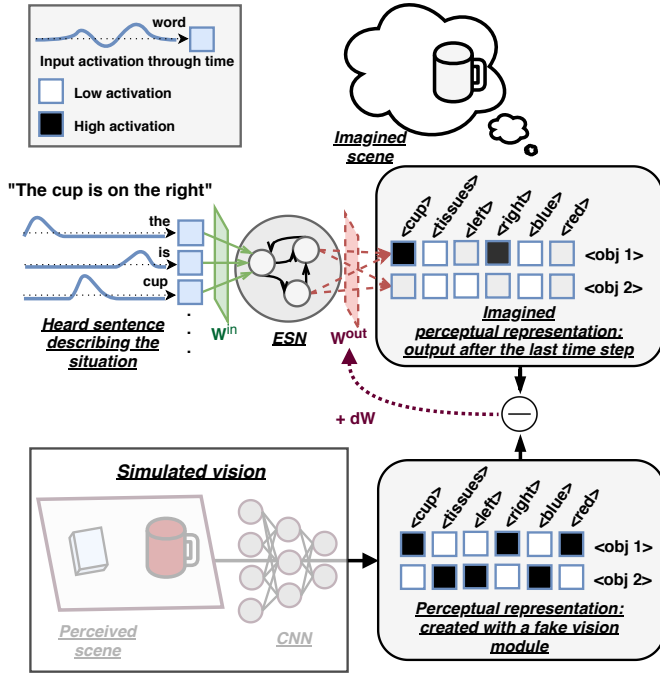 word
Input activation through time
Low activation
High activation
Imagined
scene
"The cup is on the right"
the
is
cup
.
.
.
Heard sentence
describing the
situation
W^in
ESN
W^out
<cup>
<tissues>
<left>
<right>
<blue>
<red>
<obj 1>
<obj 2>
Imagined
perceptual representation:
output after the last time step
+ dW
Simulated vision
Perceived
scene
CNN
<cup>
<tissues>
<left>
<right>
<blue>
<red>
<obj 1>
<obj 2>
Perceptual representation:
created with a fake vision
module